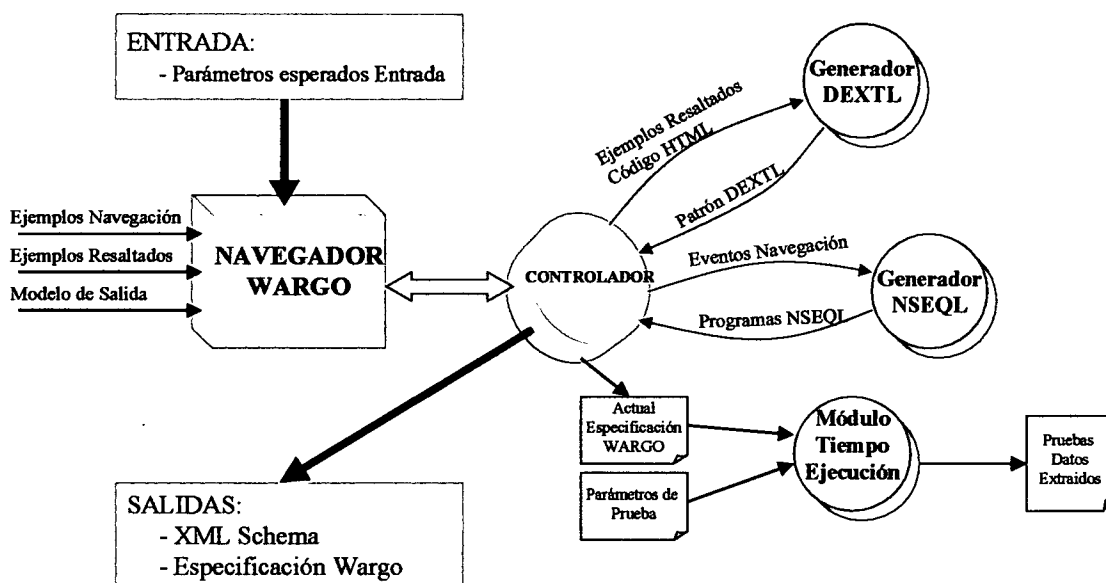 ENTRADA:
- Parámetros esperados Entrada
Generador
DEXTL
Ejemplos Resaltados
Código HTML
Patrón DEXTL
Ejemplos Navegación
Ejemplos Resaltados
Modelo de Salida
NAVEGADOR
WARGO
CONTROLADOR
Eventos Navegación
Programas NSEQL
Generador
NSEQL
Actual
Especificación
WARGO
Parámetros de
Prueba
Módulo
Tiempo
Ejecución
Pruebas
Datos
Extraidos
SALIDAS:
- XML Schema
- Especificación Wargo